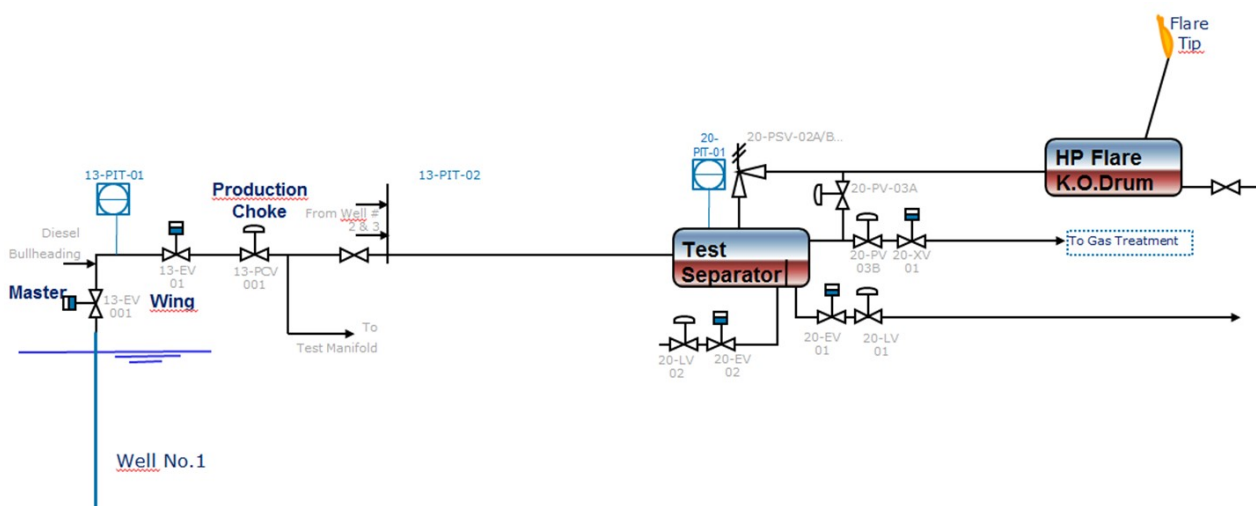 Flare
Tip
20-PSV-02A/B...
20-
PIT-01
HP Flare
K.O.Drum
13-PIT-01
Production
Choke
13-PIT-02
20-PV-03A
From Well #
2 & 3
Diesel
Bullheading
Test
Separator
To Gas Treatment
20-PV
03B
20-XV
01
13-EV
01
13-PCV
001
Master
13-EV
001
Wing
To
Test Manifold
20-LV
02
20-EV
02
20-EV
01
20-LV
01
Well No.1